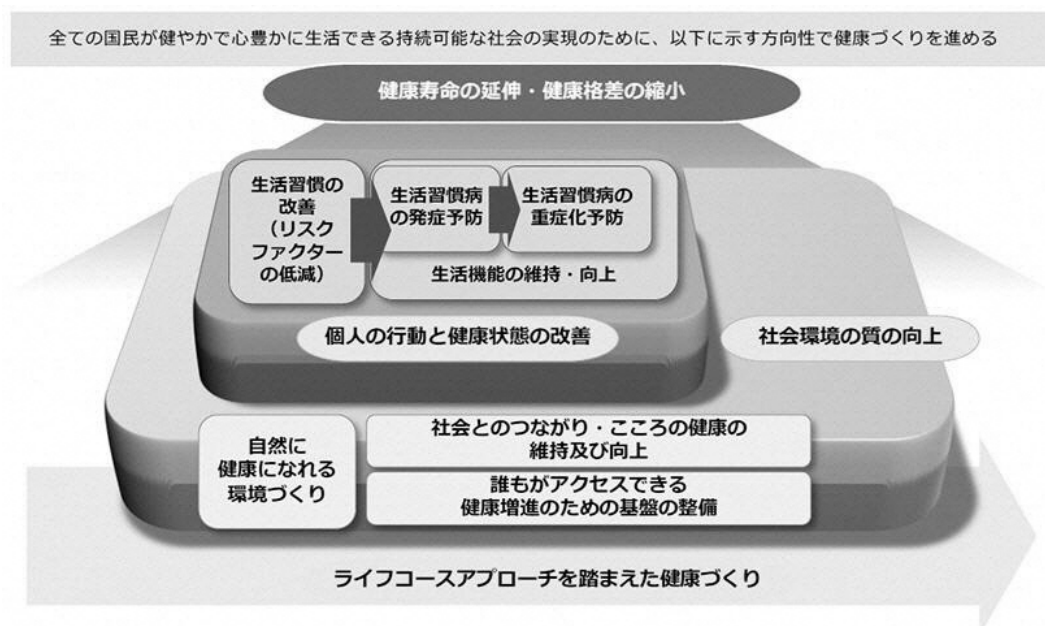 全ての国民が健やかで心豊かに生活できる持続可能な社会の実現のために、以下に示す方向性で健康づくりを進める
健康寿命の延伸・健康格差の縮小
生活習慣の
改善
（リスク
ファクター
の低減）
生活習慣病
の発症予防
生活習慣病の
重症化予防
生活機能の維持・向上
個人の行動と健康状態の改善
社会環境の質の向上
自然に
健康になれる
環境づくり
社会とのつながり・こころの健康の
維持及び向上
誰もがアクセスできる
健康増進のための基盤の整備
ライフコースアプローチを踏まえた健康づくり